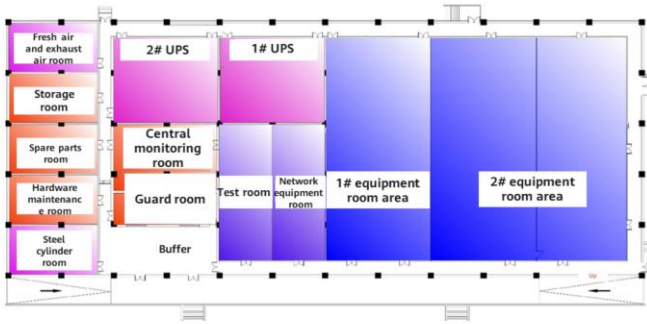 Fresh air
and exhaust
air room
2# UPS
1# UPS
Storage
room
Central
monitoring
room
Spare parts
room
Hardware
maintenanc
e room
Guard room
Test room
Network
equipment
room
1# equipment
room area
2# equipment
room area
Steel
cylinder
room
Buffer
Up